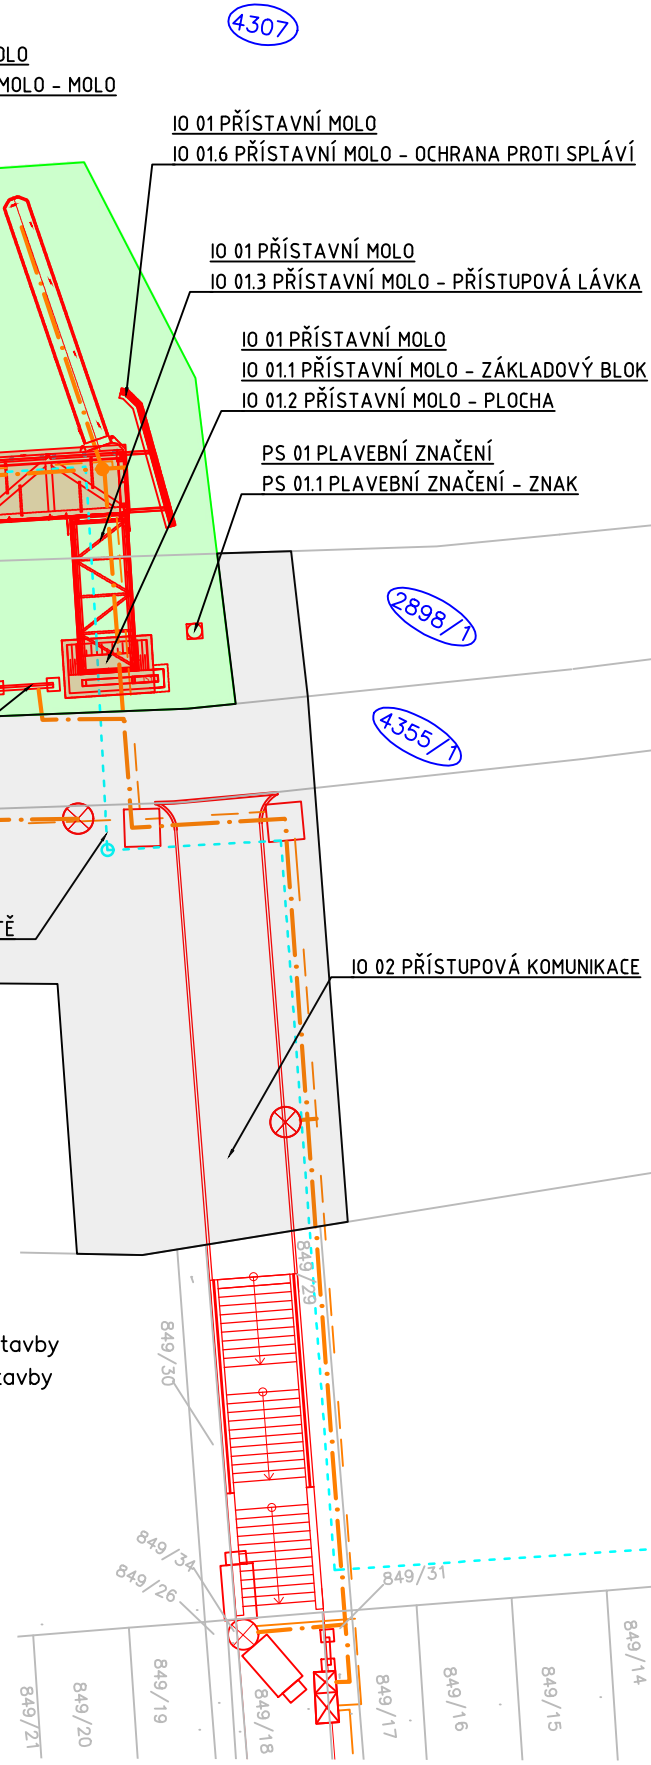 4307
OLO
MOLO - MOLO
IO 01 PŘÍSTAVNÍ MOLO
IO 01.6 PŘÍSTAVNÍ MOLO - OCHRANA PROTI SPLÁVÍ
IO 01 PŘÍSTAVNÍ MOLO
IO 01.3 PŘÍSTAVNÍ MOLO - PŘÍSTUPOVÁ LÁVKA
IO 01 PŘÍSTAVNÍ MOLO
IO 01.1 PŘÍSTAVNÍ MOLO - ZÁKLADOVÝ BLOK
IO 01.2 PŘÍSTAVNÍ MOLO - PLOCHA
PS 01 PLAVEBNÍ ZNAČENÍ
PS 01.1 PLAVEBNÍ ZNAČENÍ - ZNAK
2898/1
4355/1
TĚ
IO 02 PŘÍSTUPOVÁ KOMUNIKACE
849/29
849/30
tavby
tavby
849/34
849/26
849/31
849/21
849/20
849/19
849/18
849/17
849/16
849/15
849/14